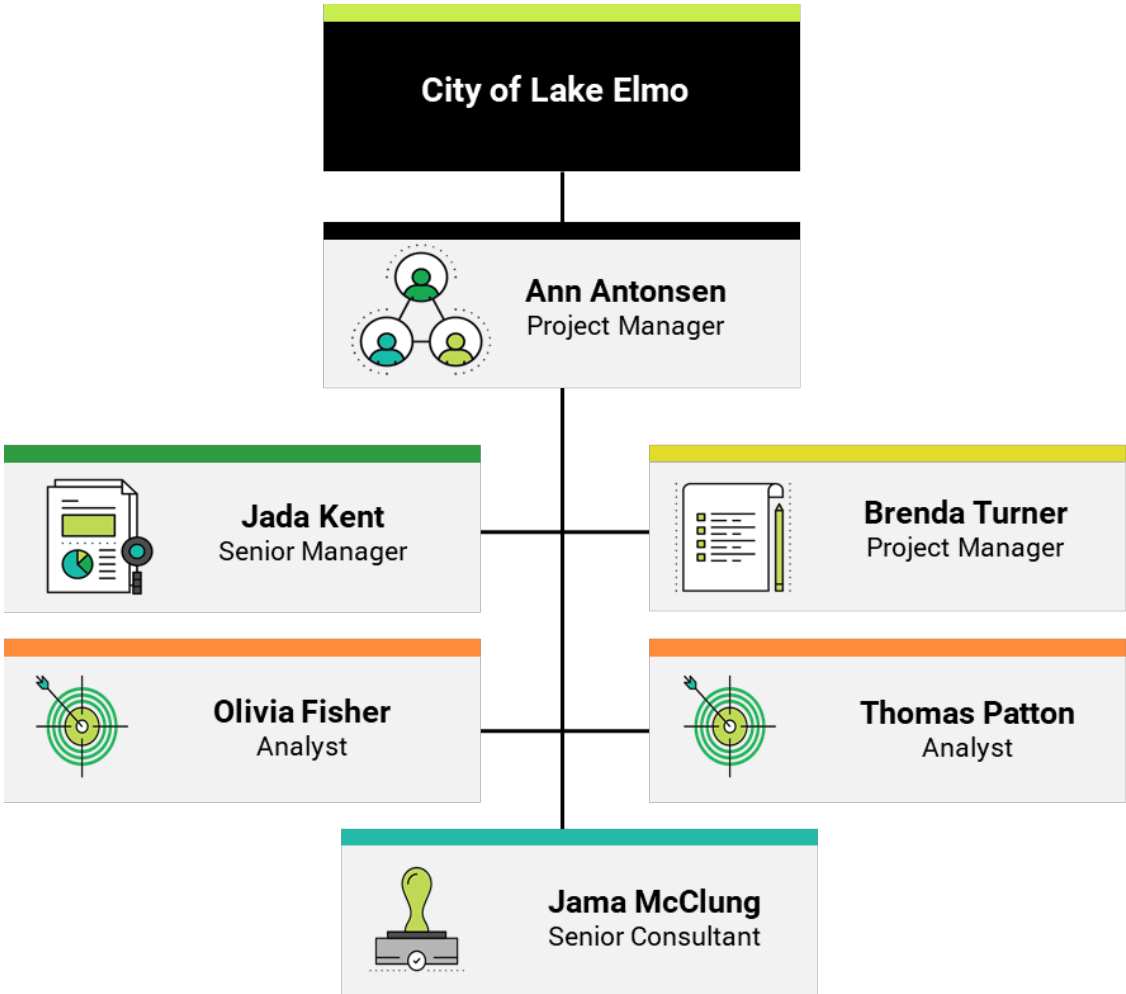 City of Lake Elmo
Ann Antonsen
Project Manager
Jada Kent
Senior Manager
Brenda Turner
Project Manager
Olivia Fisher
Analyst
Thomas Patton
Analyst
Jama McClung
Senior Consultant